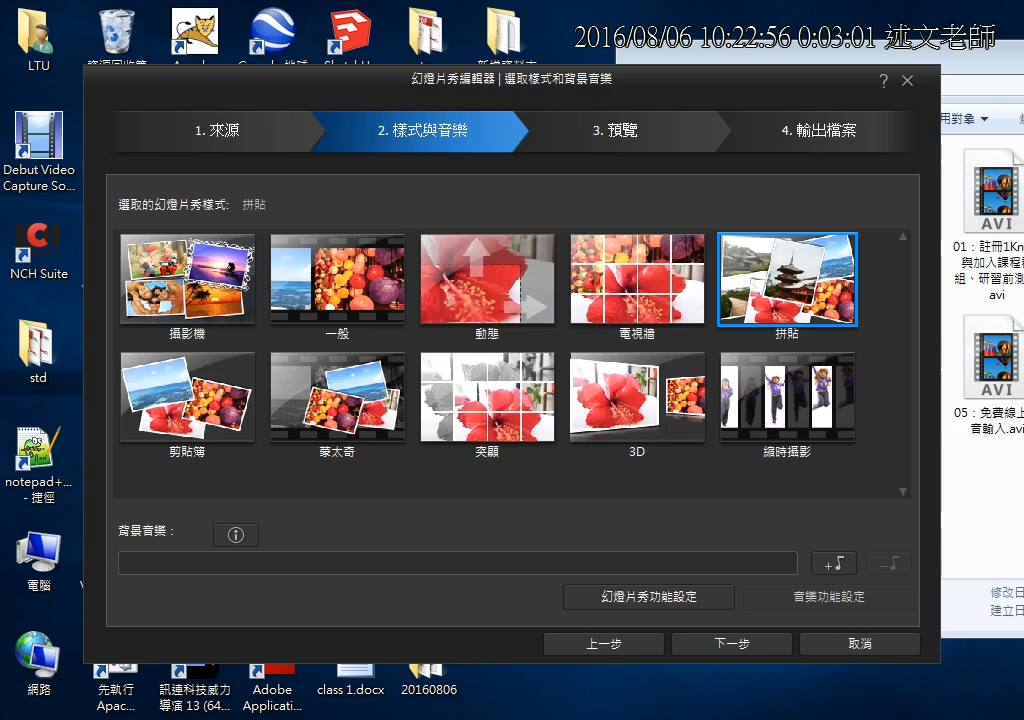 2016/08/06 10:22:56 0:03:01 述文老師
LTU
幻燈片秀編輯器 | 選取樣式和背景音樂
?
1. 來源
2. 樣式與音樂
3. 預覽
4. 輸出檔案
用對象
Debut Video
Capture So...
NCH Suite
std
notepad+...
- 捷徑
電腦
網路
選取的幻燈片秀樣式: 拼貼
攝影機
一般
動態
電視牆
拼貼
剪貼簿
蒙太奇
突顯
3D
縮時攝影
背景音樂：
幻燈片秀功能設定
音樂功能設定
上一步
下一步
取消
AVI
01：註冊1Kn
與加入課程
組、研習前測
avi
AVI
05：免費線上
音輸入.avi
修改日
建立日
先執行
Apac...
訊連科技威力
導演 13 (64...
Adobe
Applicati...
class 1.docx
20160806